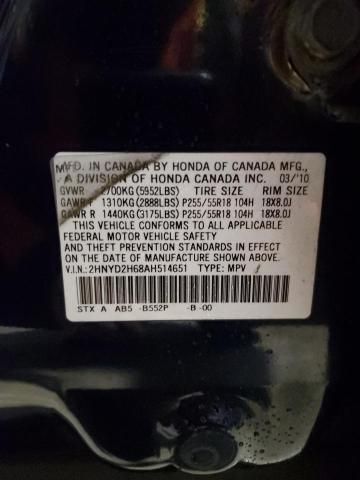 MFD. IN CANADA BY HONDA OF CANADA MFG.,
A DIVISION OF HONDA CANADA INC. 03/'10
GVWR 2700KG(5952LBS) TIRE SIZE RIM SIZE
GAWR F 1310KG(2888LBS) P255/55R18 104H 18X8.0J
GAWR R 1440KG(3175LBS) P255/55R18 104H 18X8.0J
THIS VEHICLE CONFORMS TO ALL APPLICABLE
FEDERAL MOTOR VEHICLE SAFETY
AND THEFT PREVENTION STANDARDS IN EFFECT
ON THE DATE OF MANUFACTURE SHOWN ABOVE.
V.I.N.:2HNYD2H68AH514651 TYPE: MPV
STX A AB5 -B552P -B -00